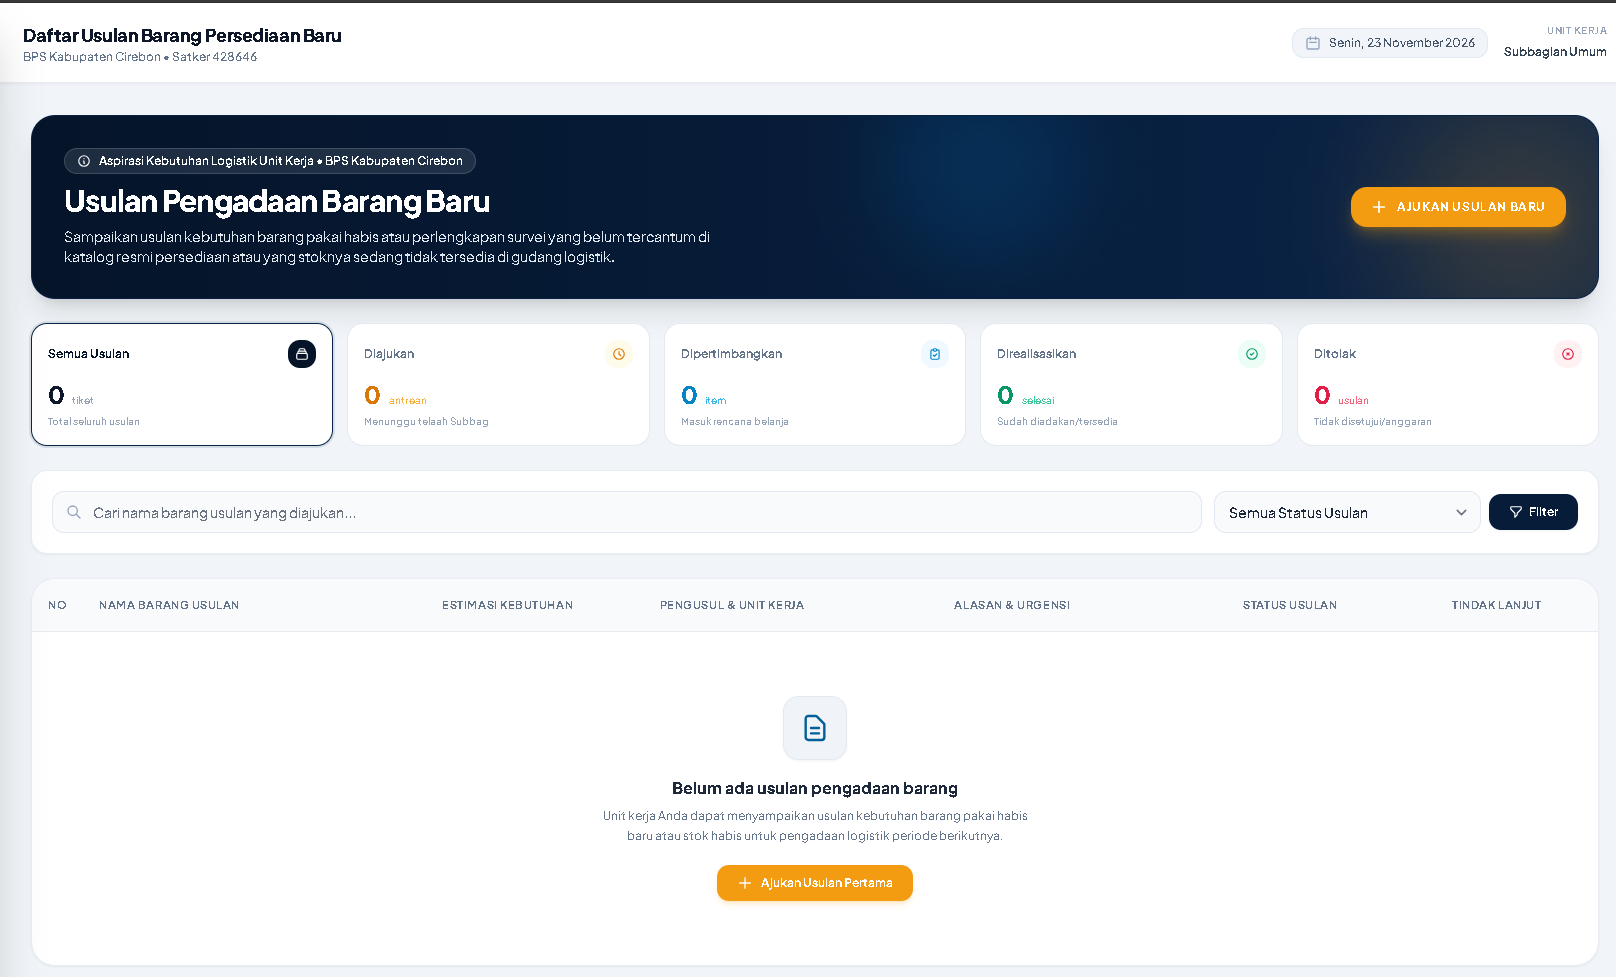 Daftar Usulan Barang Persediaan Baru
BPS Kabupaten Cirebon • Satker 428646
Senin, 23 November 2026
UNIT KERJA
Subbagian Umum
Aspirasi Kebutuhan Logistik Unit Kerja • BPS Kabupaten Cirebon
Usulan Pengadaan Barang Baru
Sampaikan usulan kebutuhan barang pakai habis atau perlengkapan survei yang belum tercantum di
katalog resmi persediaan atau yang stoknya sedang tidak tersedia di gudang logistik.
AJUKAN USULAN BARU
Semua Usulan
0 tiket
Total seluruh usulan
Diajukan
0 antrean
Menunggu telaah Subbag
Dipertimbangkan
0 item
Masuk rencana belanja
Direalisasikan
0 selesai
Sudah diadakan/tersedia
Ditolak
0 usulan
Tidak disetujui/anggaran
Cari nama barang usulan yang diajukan...
Semua Status Usulan
Filter
NO NAMA BARANG USULAN ESTIMASI KEBUTUHAN PENGUSUL & UNIT KERJA ALASAN & URGENSI STATUS USULAN TINDAK LANJUT
Belum ada usulan pengadaan barang
Unit kerja Anda dapat menyampaikan usulan kebutuhan barang pakai habis
baru atau stok habis untuk pengadaan logistik periode berikutnya.
Ajukan Usulan Pertama